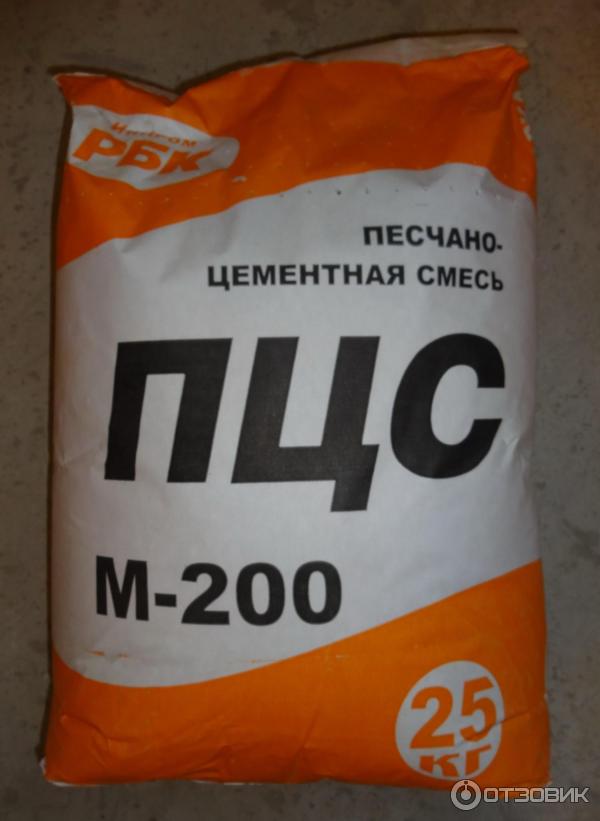 РБК
ПЕСЧАНО-
ЦЕМЕНТНАЯ СМЕСЬ
ПЦС
М-200
25
КГ
ОТЗОВИК